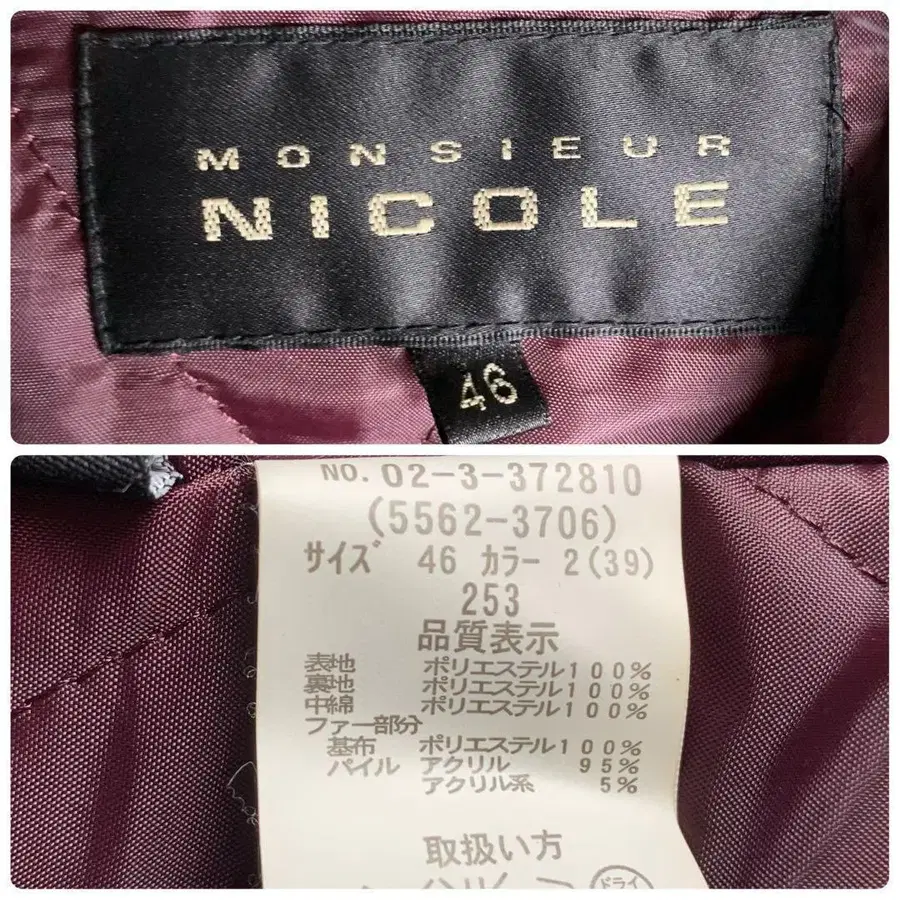 MONSIEUR
NICOLE
46
NO. 02-3-372810
(5562-3706)
サイズ 46 カラー 2(39)
253
品質表示
表地 ポリエステル100%
裏地 ポリエステル100%
中綿 ポリエステル100%
ファー部分
基布 ポリエステル100%
パイル アクリル 95%
アクリル系 5%
取扱い方
ドライ